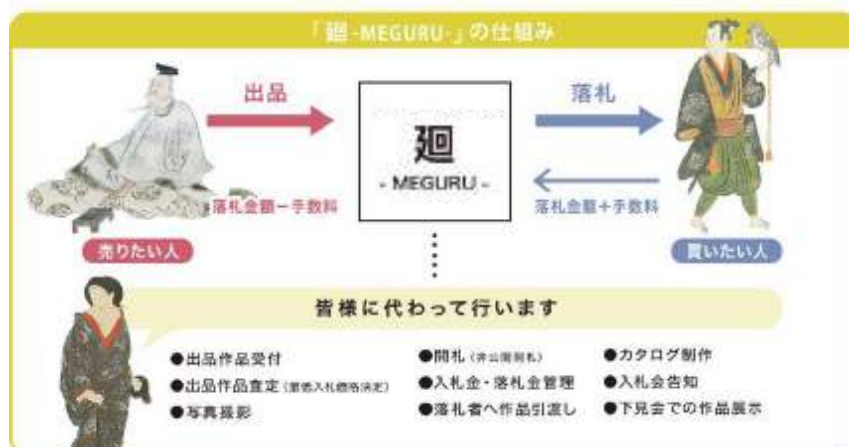 「廻-MEGURU-」の仕組み
出品
落札
廻
- MEGURU -
落札金額－手数料
落札金額＋手数料
売りたい人
買いたい人
皆様に代わって行います
●出品作品受付
●開札（非公開開札）
●カタログ制作
●出品作品査定（最低入札価格決定）
●入札金・落札金管理
●入札会告知
●写真撮影
●落札者へ作品引渡し
●下見会での作品展示